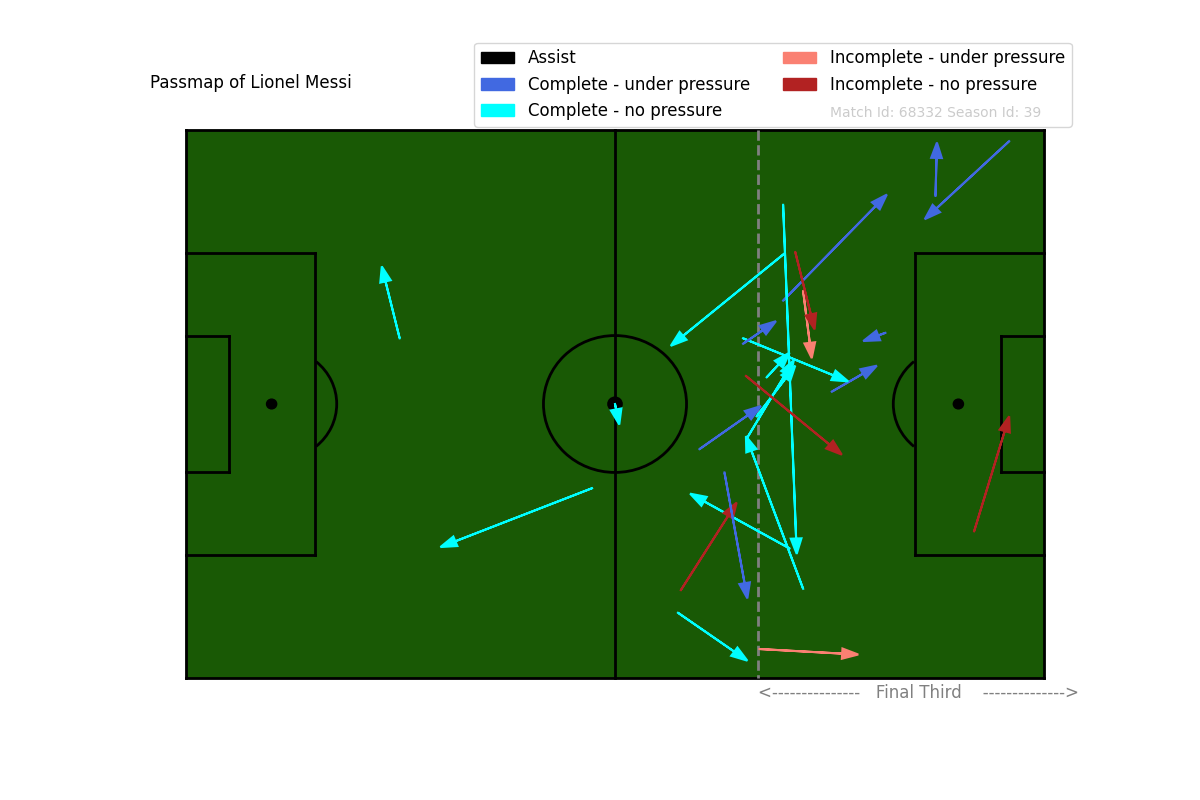 Passmap of Lionel Messi
Assist
Complete - under pressure
Complete - no pressure
Incomplete - under pressure
Incomplete - no pressure
Match Id: 68332 Season Id: 39
<--------------- Final Third -------------->